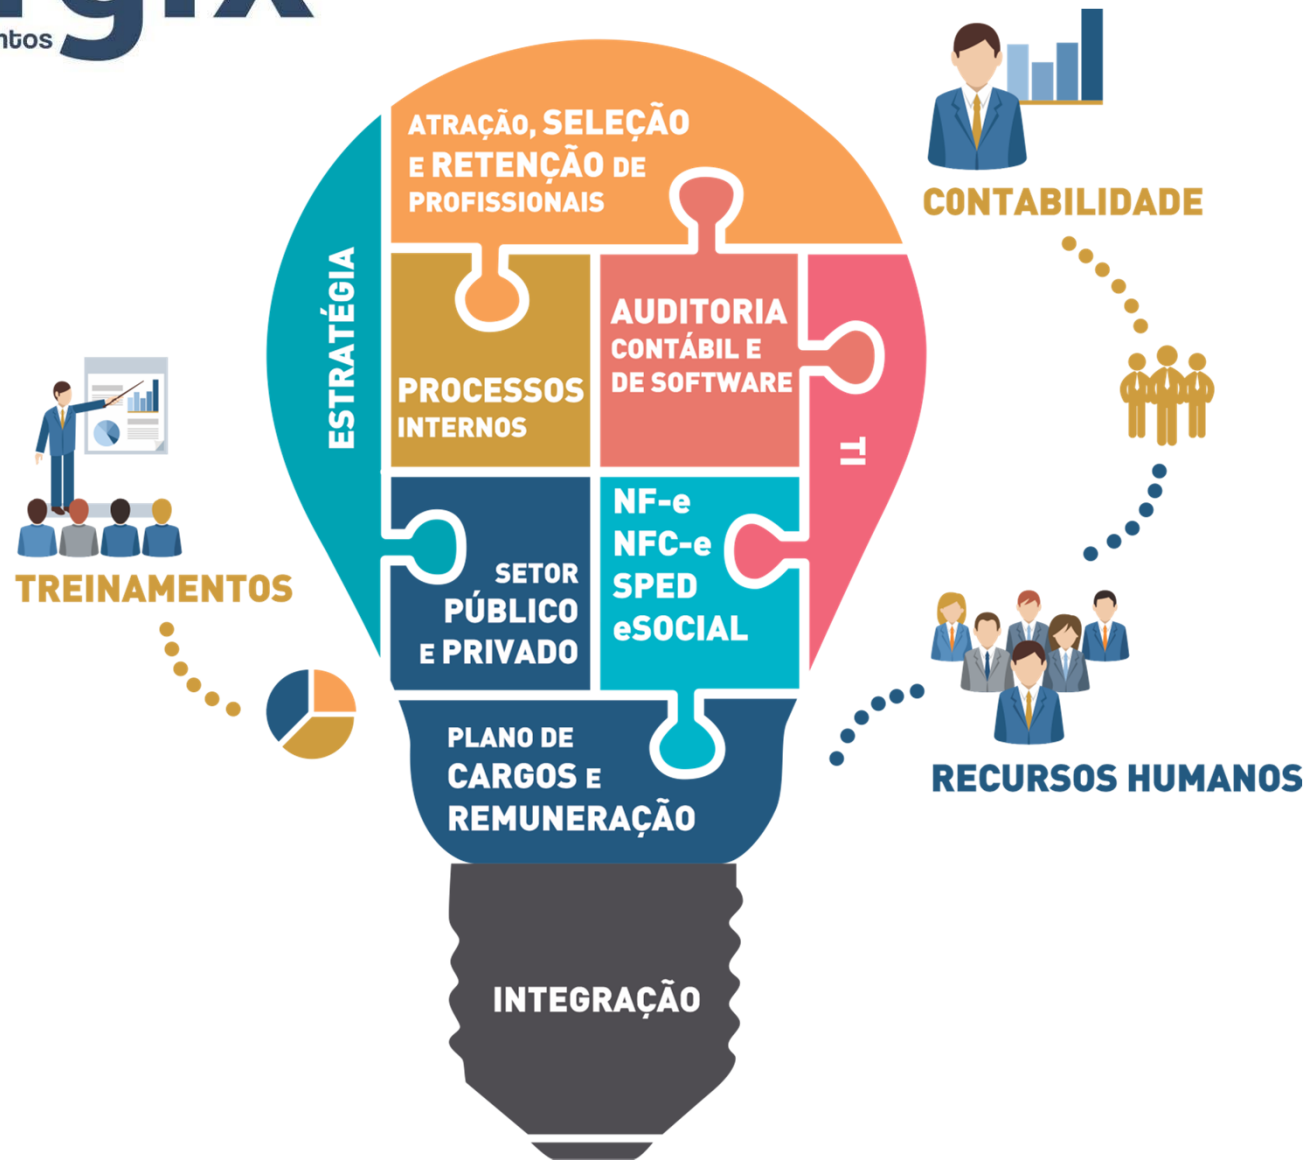 ATRAÇÃO, SELEÇÃO
E RETENÇÃO DE
PROFISSIONAIS
ESTRATÉGIA
PROCESSOS
INTERNOS
AUDITORIA
CONTÁBIL E
DE SOFTWARE
TI
SETOR
PÚBLICO
E PRIVADO
NF-e
NFC-e
SPED
eSOCIAL
PLANO DE
CARGOS E
REMUNERAÇÃO
INTEGRAÇÃO
TREINAMENTOS
CONTABILIDADE
RECURSOS HUMANOS